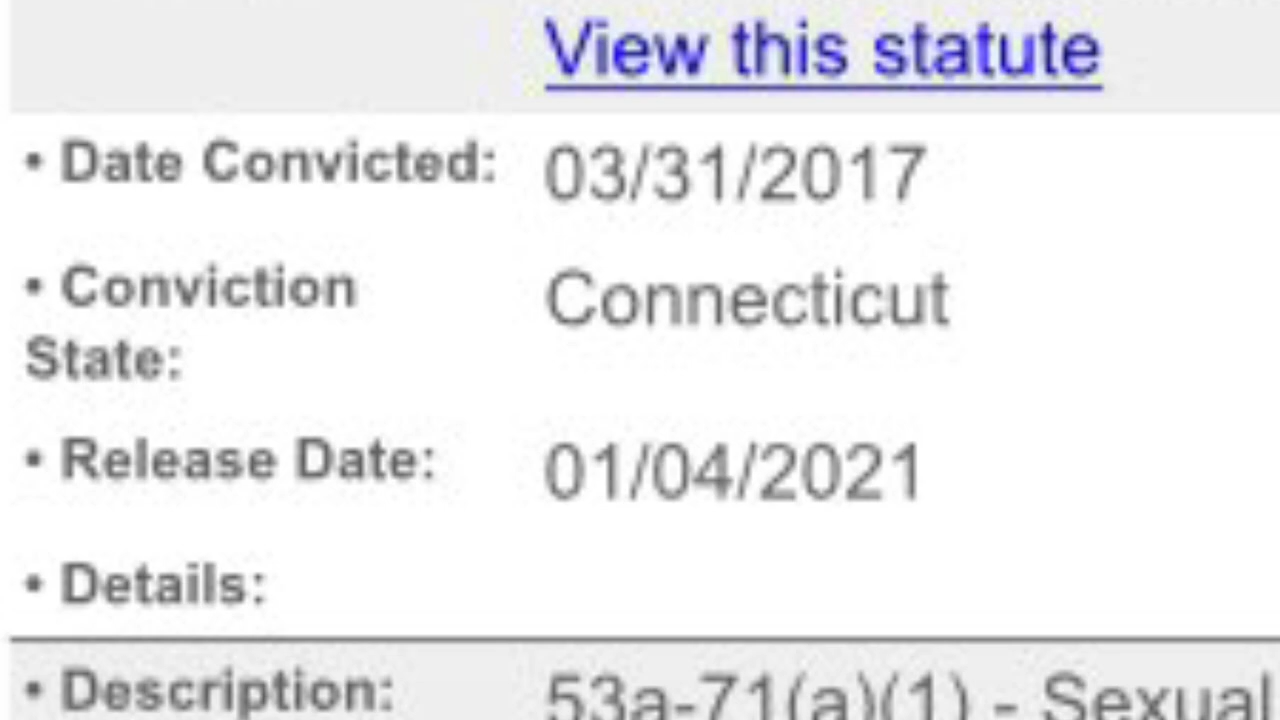 View this statute
• Date Convicted: 03/31/2017
• Conviction State: Connecticut
• Release Date: 01/04/2021
• Details:
• Description: 53a-71(a)(1) - Sexual